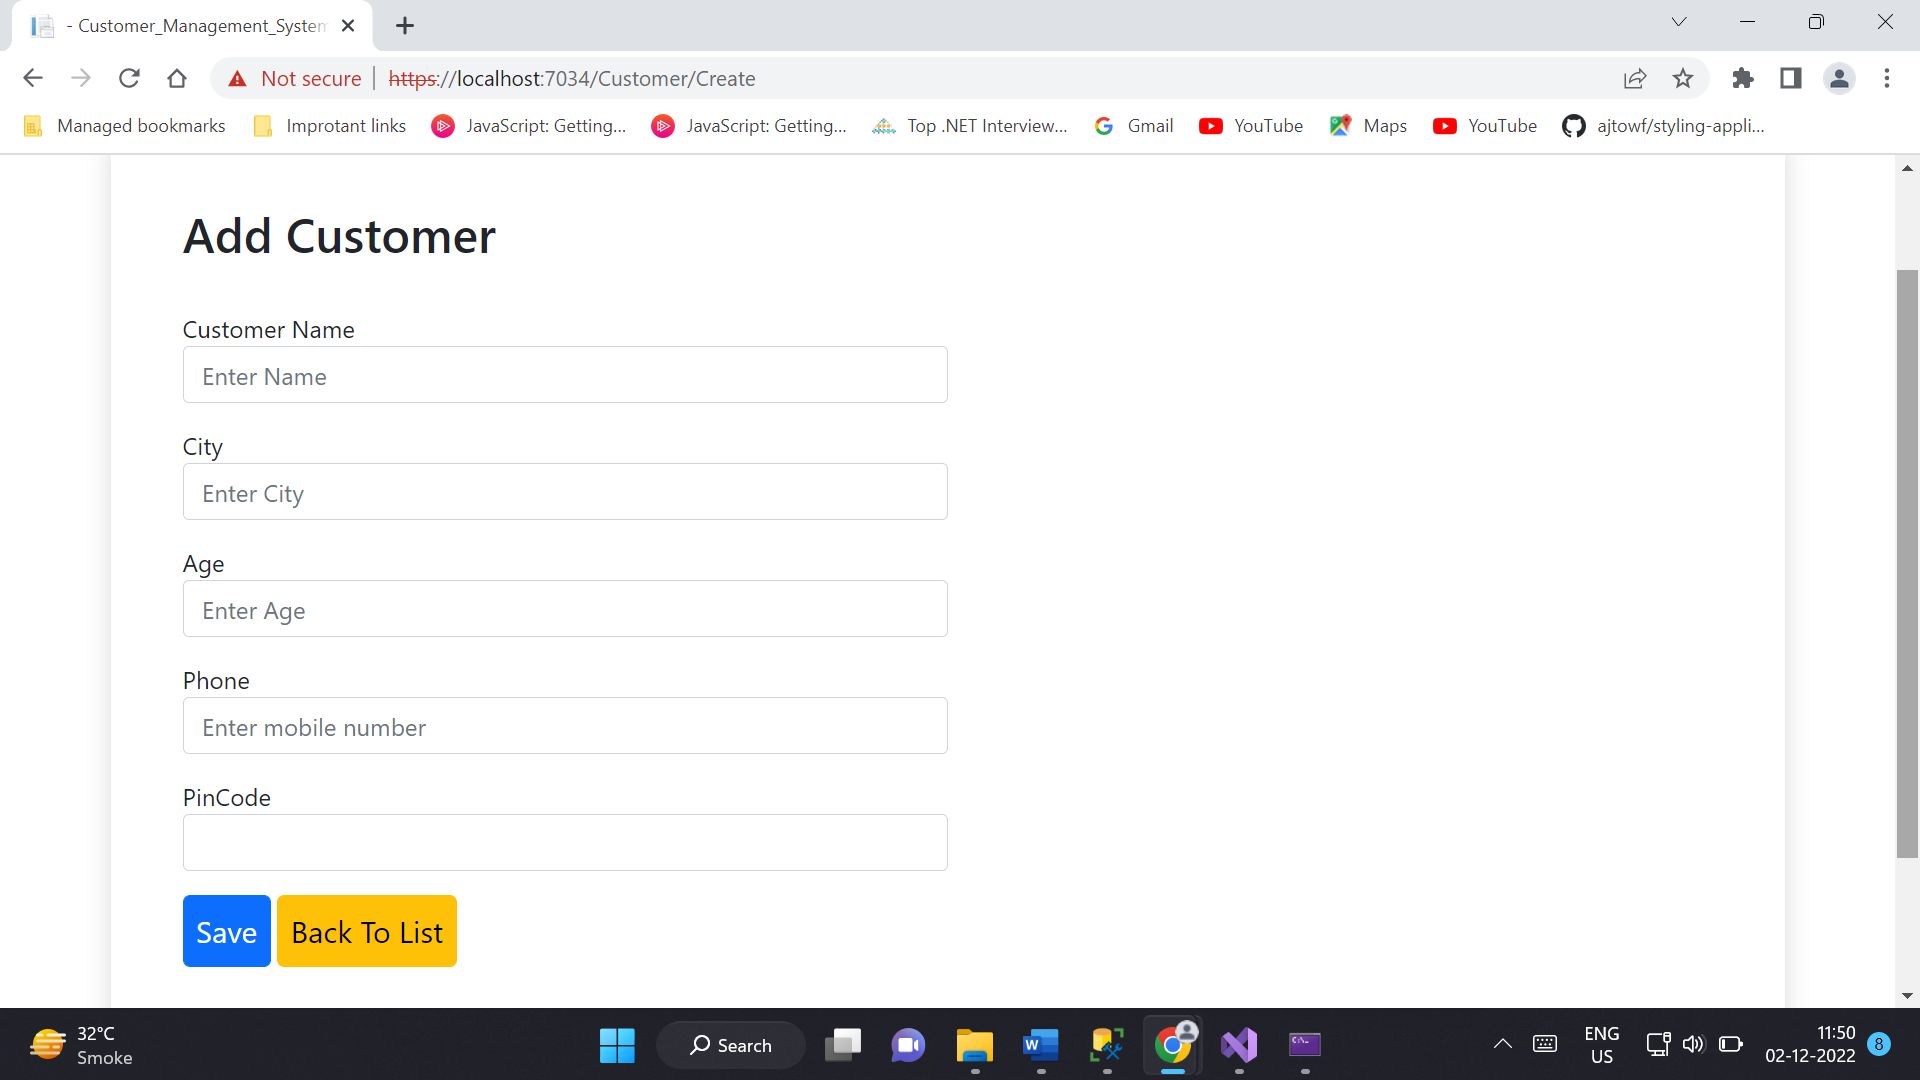 - Customer_Management_System
Not secure
https://localhost:7034/Customer/Create
Managed bookmarks
Improtant links
JavaScript: Getting...
JavaScript: Getting...
Top .NET Interview...
Gmail
YouTube
Maps
YouTube
ajtowf/styling-appli...
Add Customer
Customer Name
Enter Name
City
Enter City
Age
Enter Age
Phone
Enter mobile number
PinCode
Save
Back To List
32°C
Smoke
Search
ENG
US
11:50
02-12-2022
8